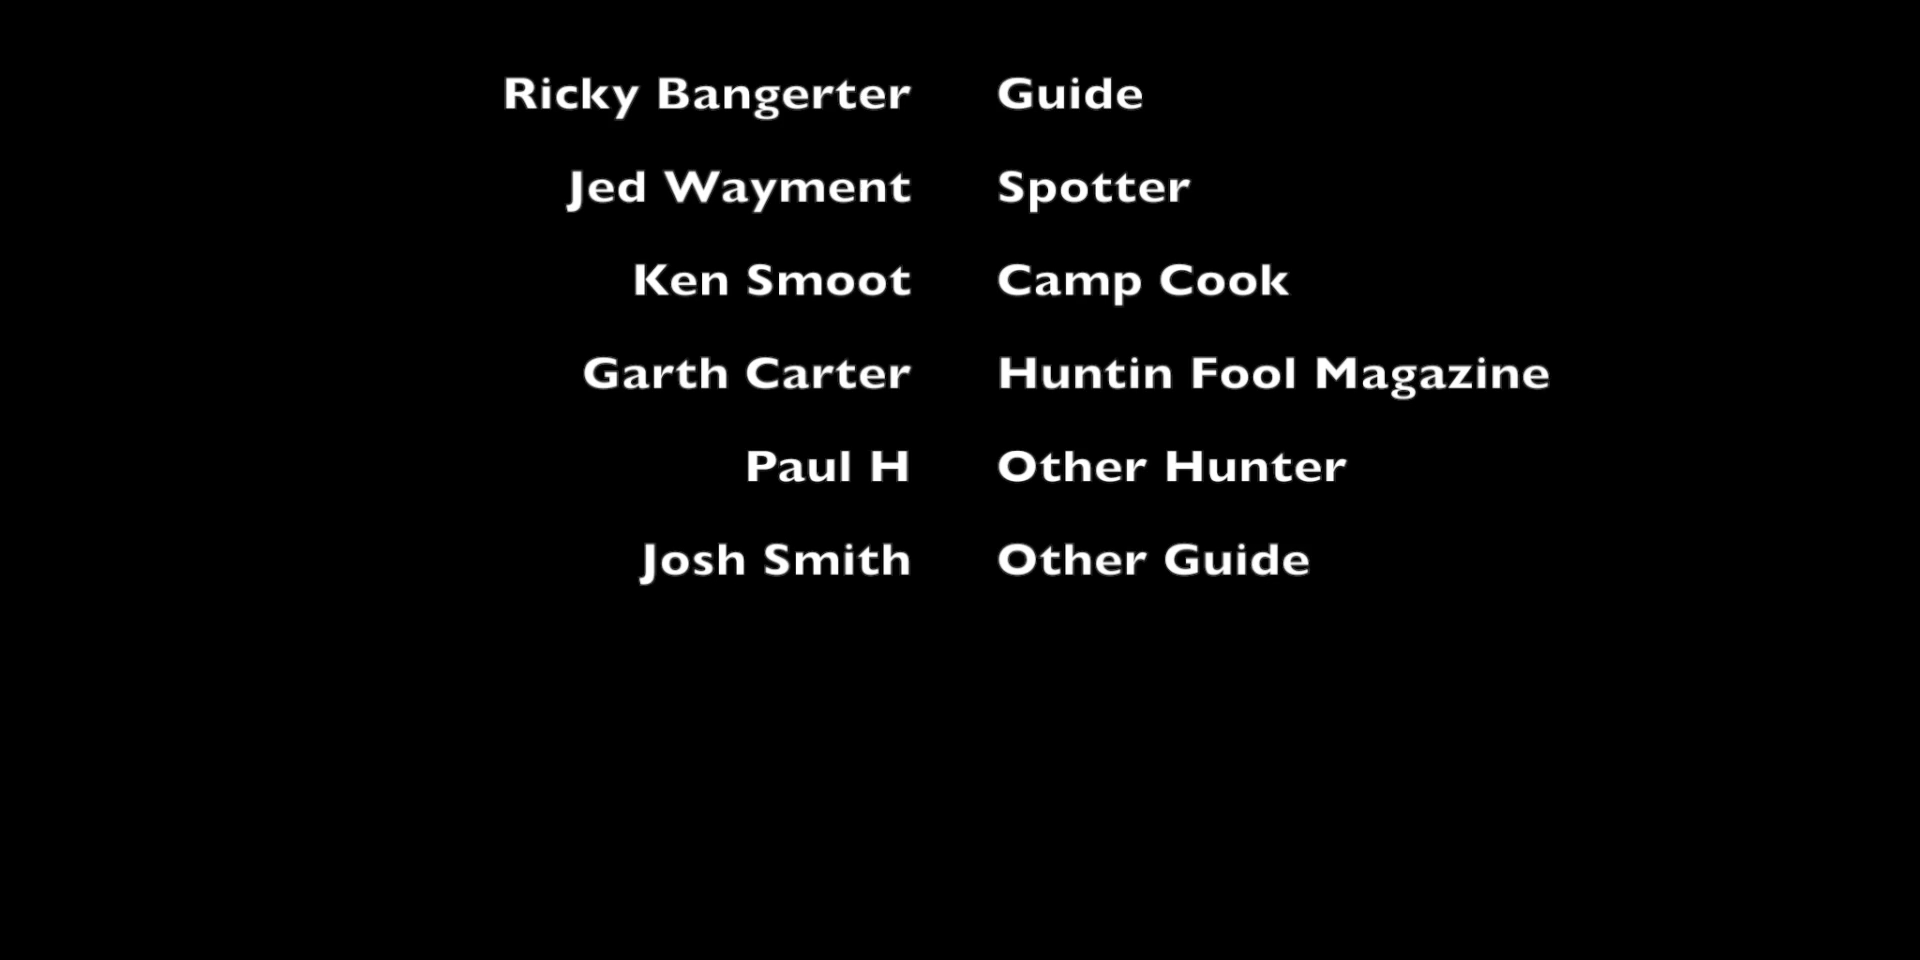 Ricky Bangerter Guide
Jed Wayment Spotter
Ken Smoot Camp Cook
Garth Carter Huntin Fool Magazine
Paul H Other Hunter
Josh Smith Other Guide